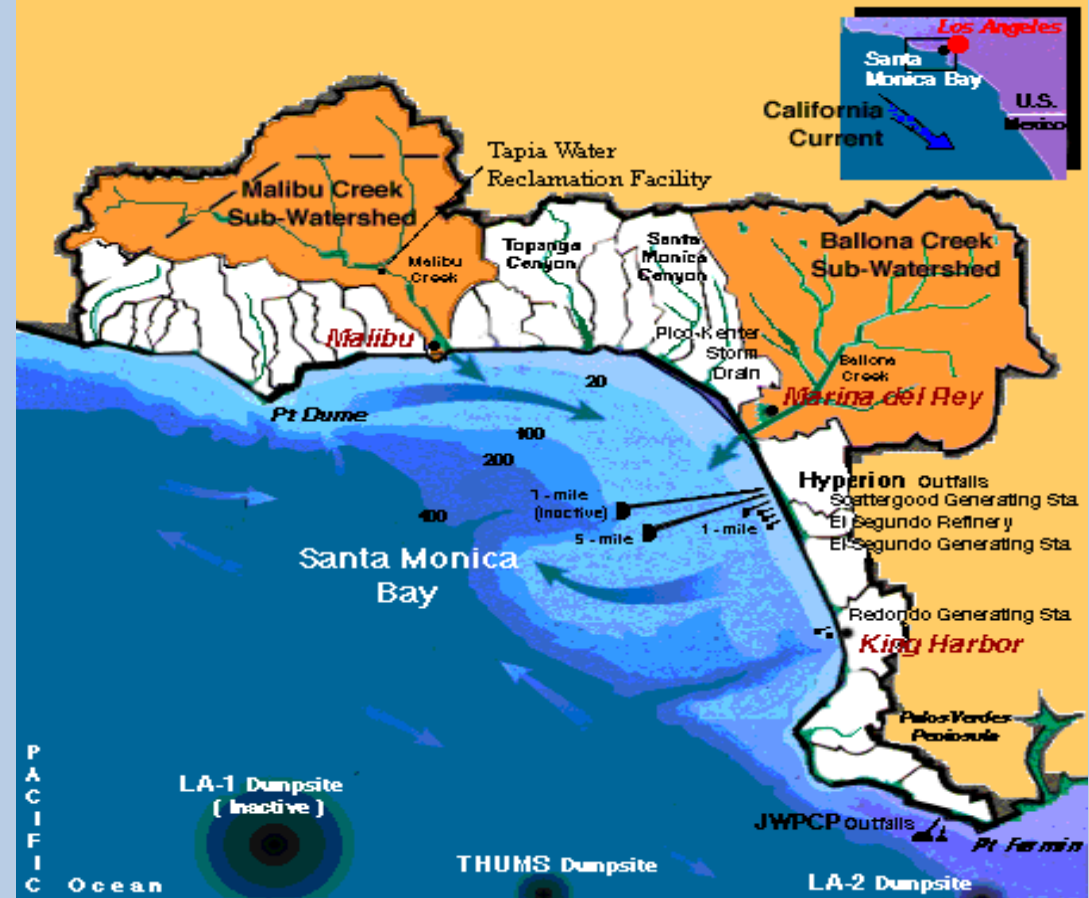 Los Angeles
Santa
Monica Bay
U.S.
Mexico
California
Current
Tapia Water
Reclamation Facility
Malibu Creek
Sub-Watershed
Topanga
Canyon
Santa
Monica
Canyon
Ballona Creek
Sub-Watershed
Malibu
Creek
Malibu
Pico-Kenter
Storm
Drain
Ballona
Creek
Marina del Rey
20
Pt Dume
100
200
400
7 - mile
(Inactive)
5 - mile
1 - mile
Hyperion Outfalls
Scattergood Generating Sta.
El Segundo Refinery
El Segundo Generating Sta.
Santa Monica
Bay
Redondo Generating Sta.
King Harbor
Palos Verdes
Peninsula
LA-1 Dumpsite
( Inactive )
JWPCP Outfalls
Pt Fermin
THUMS Dumpsite
LA-2 Dumpsite
PACIFIC
Ocean